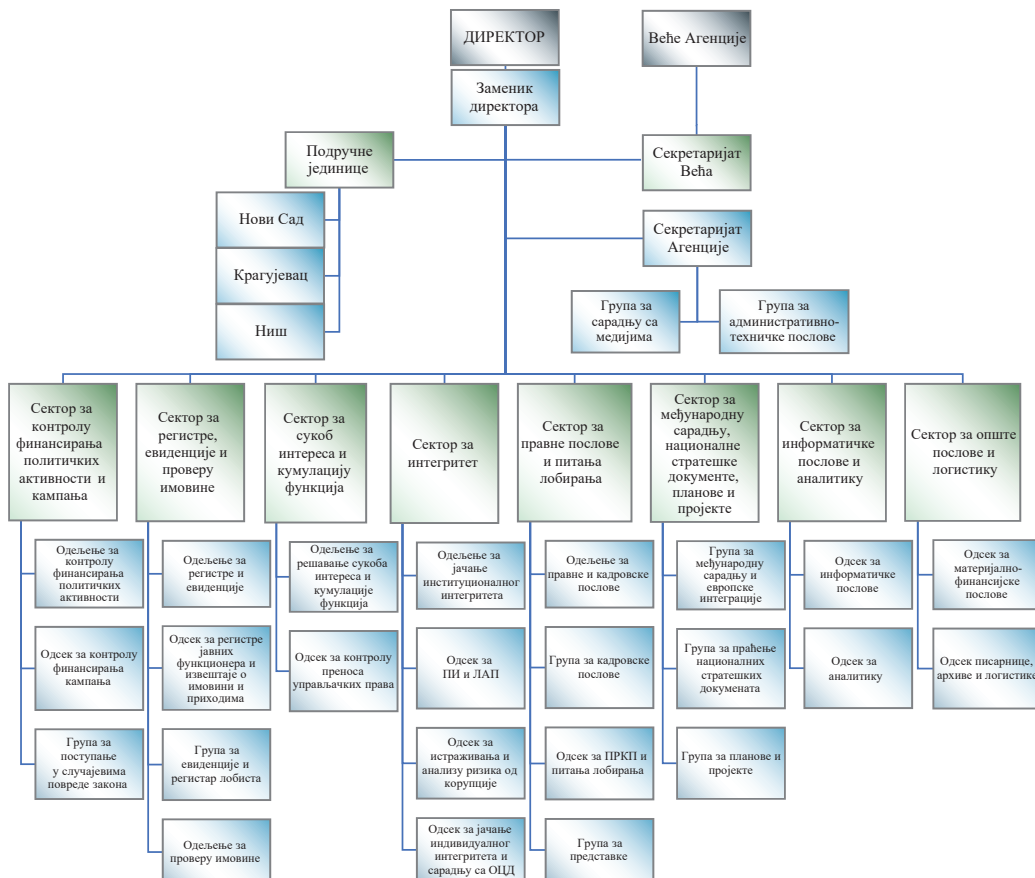 ДИРЕКТОР
Веће Агенције
Заменик
директора
Подручне
јединице
Секретаријат
Већа
Нови Сад
Крагујевац
Ниш
Секретаријат
Агенције
Група за
сарадњу са
медијима
Група за
административно-
техничке послове
Сектор за
контролу
финансирања
политичких
активности и
кампања
Сектор за
регистре,
евиденције и
проверу
имовине
Сектор за
сукоб
интереса и
кумулацију
функција
Сектор за
интегритет
Сектор за
правне послове
и питања
лобирања
Сектор за
међународну
сарадњу,
националне
стратешке
документе,
планове и
пројекте
Сектор за
информатичке
послове и
аналитику
Сектор за опште
послове и
логистику
Одељење за
контролу
финансирања
политичких
активности
Одељење за
регистре и
евиденције
Одељење за
решавање сукоба
интереса и
кумулације
функција
Одељење за
јачање
институционалног
интегритета
Одељење за
правне и кадровске
послове
Група за
међународну
сарадњу и
европске
интеграције
Одсек за
информатичке
послове
Одсек за
материјално-
финансијске
послове
Одсек за контролу
финансирања
кампања
Одсек за регистре
јавних
функционера и
извештаје о
имовини и
приходима
Одсек за контролу
преноса
управљачких права
Одсек за
ПИ и ЛАП
Група за кадровске
послове
Група за праћење
националних
стратешких
докумената
Одсек за
аналитику
Одсек писарнице,
архиве и логистике
Група за
поступање
у случајевима
повреде закона
Група за
евиденције и
регистар лобиста
Одсек за
истраживања и
анализу ризика од
корупције
Одсек за ПРКП и
питања лобирања
Група за планове и
пројекте
Одељење за
проверу имовине
Одсек за јачање
индивидуалног
интегритета и
сарадњу са ОЦД
Група за
представке